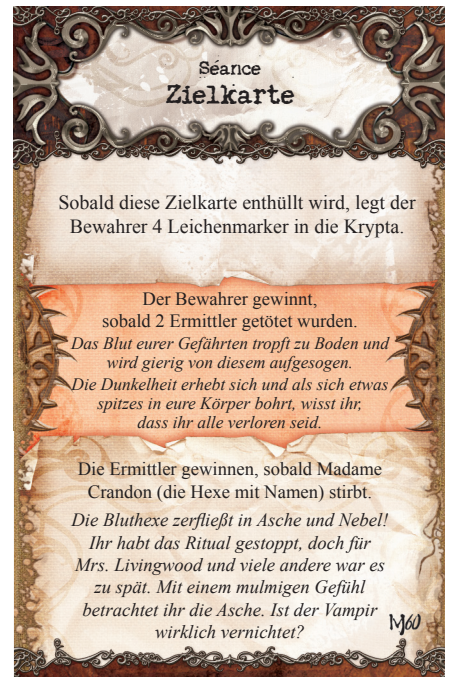 Séance
Zielkarte
Sobald diese Zielkarte enthüllt wird, legt der
Bewahrer 4 Leichenmarker in die Krypta.
Der Bewahrer gewinnt,
sobald 2 Ermittler getötet wurden.
Das Blut eurer Gefährten tropft zu Boden und
wird gierig von diesem aufgesogen.
Die Dunkelheit erhebt sich und als sich etwas
spitzes in eure Körper bohrt, wisst ihr,
dass ihr alle verloren seid.
Die Ermittler gewinnen, sobald Madame
Crandon (die Hexe mit Namen) stirbt.
Die Bluthexe zerfließt in Asche und Nebel!
Ihr habt das Ritual gestoppt, doch für
Mrs. Livingwood und viele andere war es
zu spät. Mit einem mulmigen Gefühl
betrachtet ihr die Asche. Ist der Vampir
wirklich vernichtet?
M60